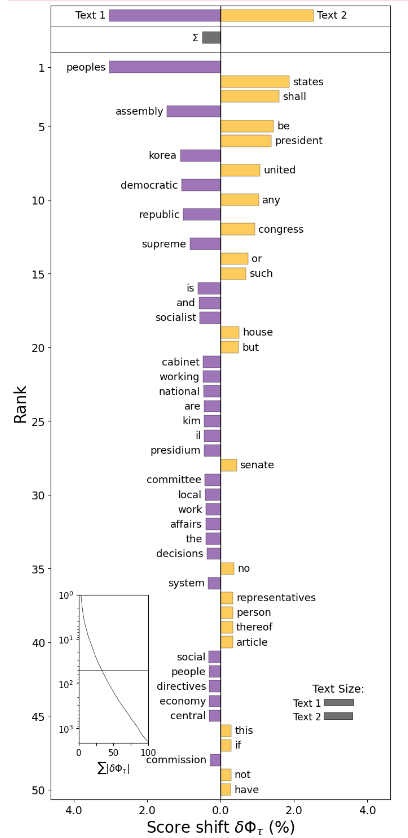 Text 1 Text 2
Σ
1 peoples
states
shall
assembly
5 be
president
korea
united
democratic
10 any
republic
congress
supreme
or
15 such
is
and
socialist
house
20 but
cabinet
working
national
are
25 kim
il
presidium
senate
committee
30 local
work
affairs
the
decisions
35 no
system
representatives
person
thereof
40 article
social
people
directives
economy
45 central
this
if
commission
not
50 have
Rank
10⁰
10¹
10²
10³
0 50 100
∑|δΦτ|
Text Size:
Text 1
Text 2
4.0 2.0 0.0 2.0 4.0
Score shift δΦτ (%)